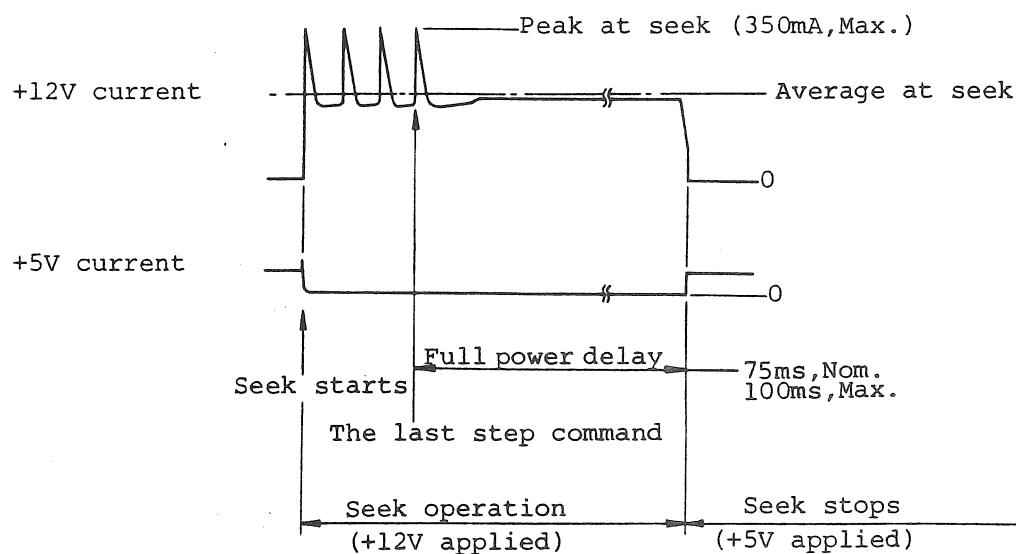 Peak at seek (350mA,Max.)
+12V current
Average at seek
0
+5V current
0
Full power delay
75ms,Nom.
100ms,Max.
Seek starts
The last step command
Seek operation
(+12V applied)
Seek stops
(+5V applied)